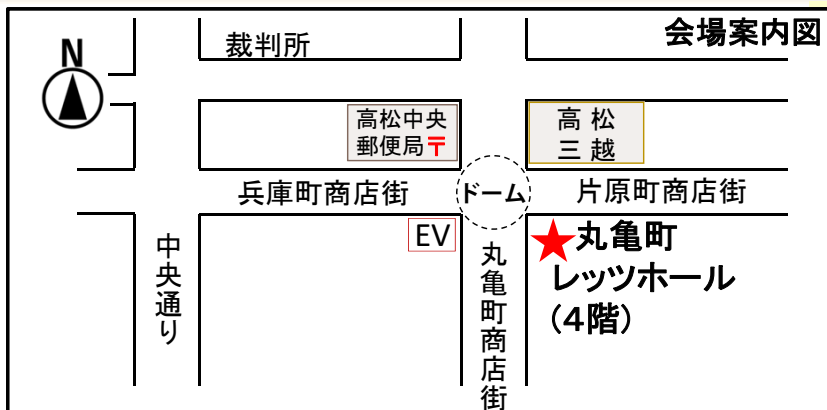 会場案内図
N
裁判所
高松中央
郵便局〒
高松
三越
兵庫町商店街
ドーム
片原町商店街
EV
★丸亀町
レッツホール
(4階)
中央通り
丸亀町商店街